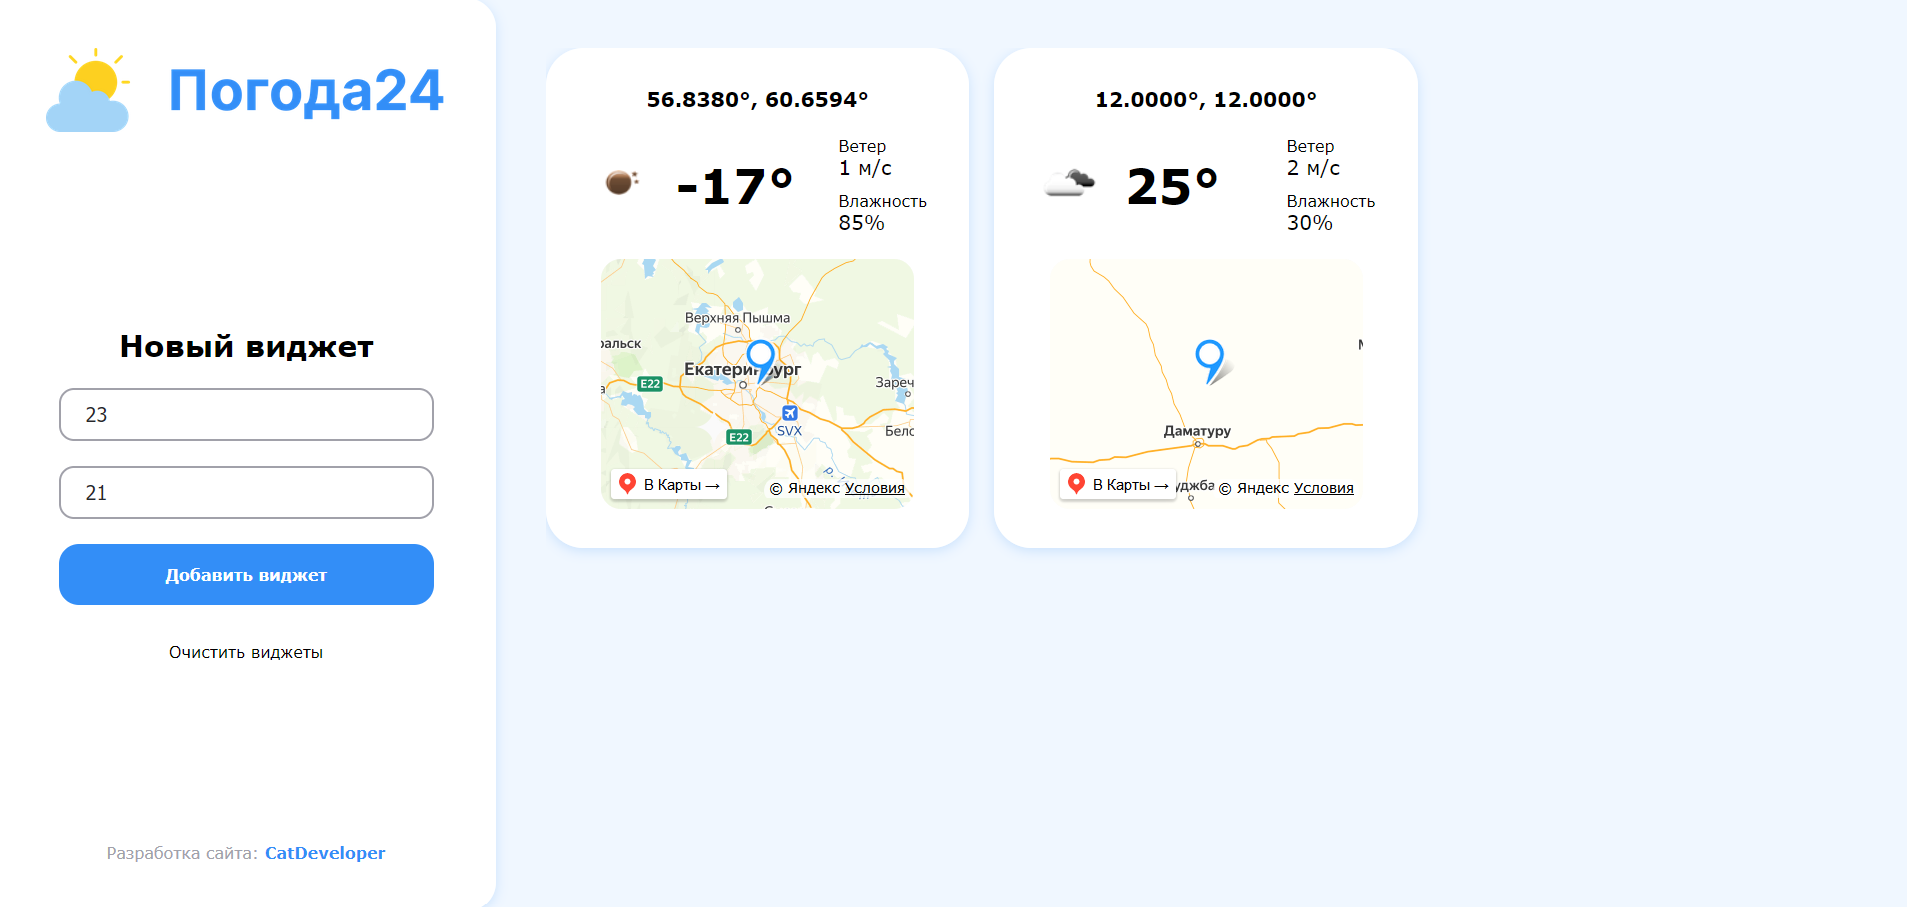 Погода24
Новый виджет
23
21
Добавить виджет
Очистить виджеты
Разработка сайта: CatDeveloper
56.8380°, 60.6594°
-17°
Ветер
1 м/с
Влажность
85%
Верхняя Пышма
ральск
Екатеринбург
E22
Зареч
SVX
E22
Бело
В Карты →
© Яндекс Условия
12.0000°, 12.0000°
25°
Ветер
2 м/с
Влажность
30%
Даматуру
В Карты →
уджба
© Яндекс Условия